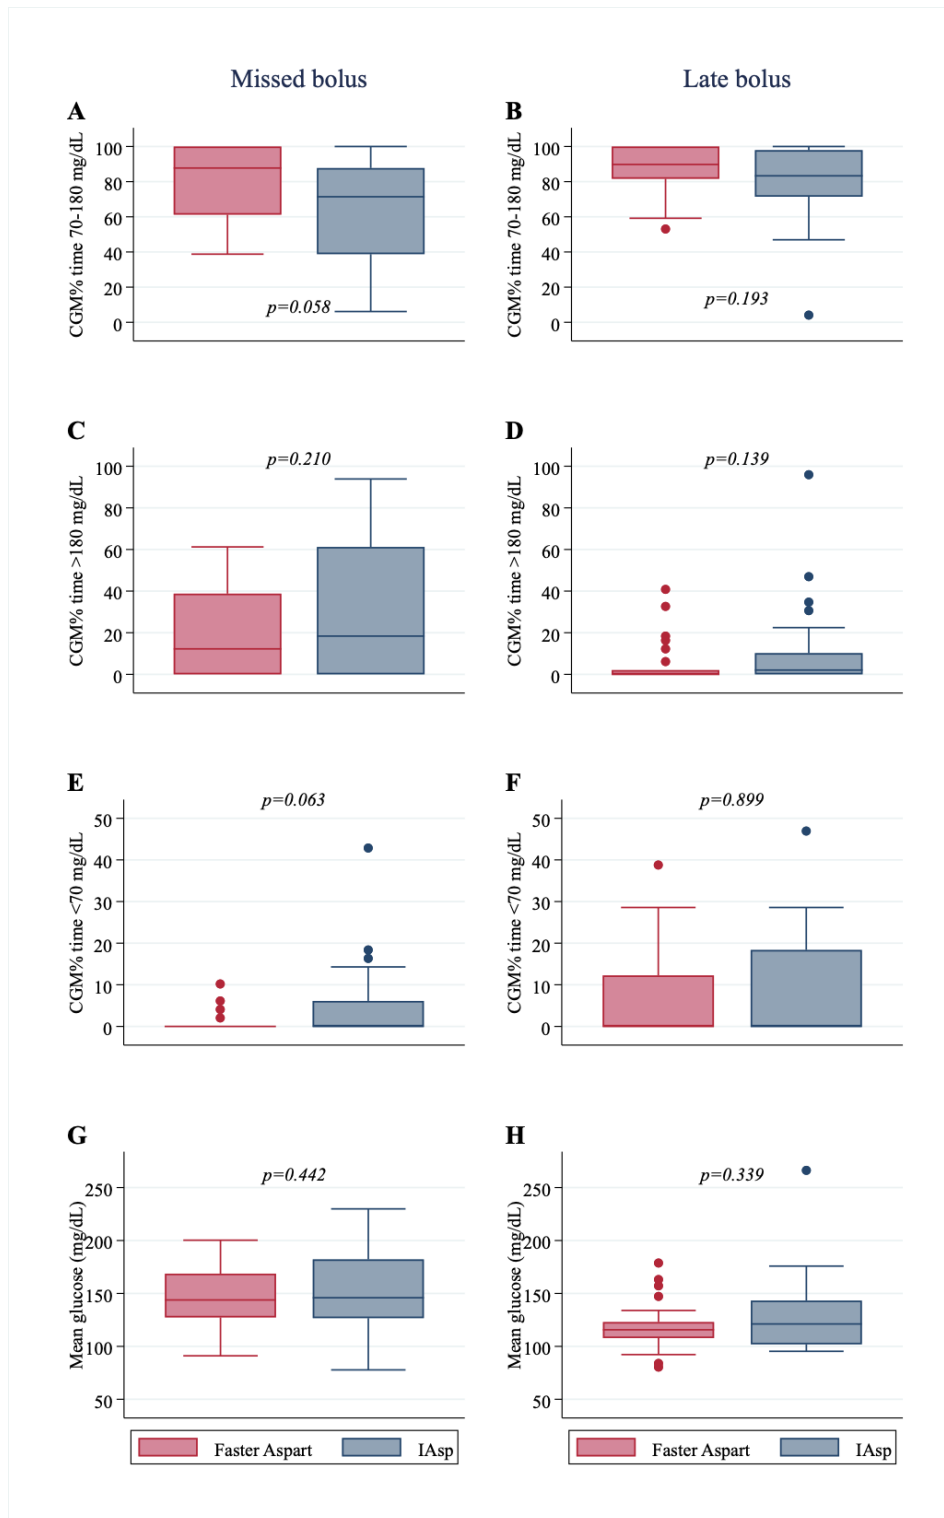 Missed bolus
Late bolus
A
CGM% time 70-180 mg/dL
100
80
60
40
20
0
p=0.058
B
CGM% time 70-180 mg/dL
100
80
60
40
20
0
p=0.193
C
CGM% time >180 mg/dL
100
80
60
40
20
0
p=0.210
D
CGM% time >180 mg/dL
100
80
60
40
20
0
p=0.139
E
CGM% time <70 mg/dL
50
40
30
20
10
0
p=0.063
F
CGM% time <70 mg/dL
50
40
30
20
10
0
p=0.899
G
Mean glucose (mg/dL)
250
200
150
100
50
p=0.442
H
Mean glucose (mg/dL)
250
200
150
100
50
p=0.339
Faster Aspart IAsp
Faster Aspart IAsp